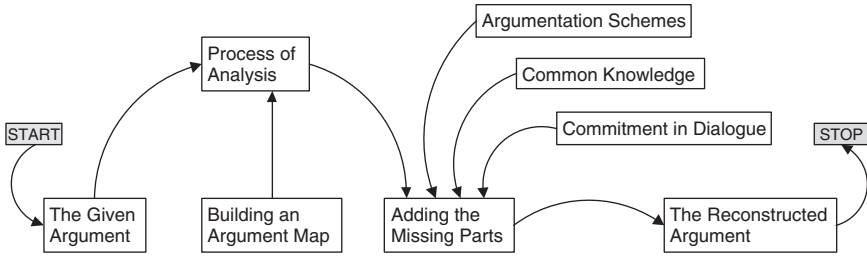 Argumentation Schemes
Process of
Analysis
Common Knowledge
START
Commitment in Dialogue
STOP
The Given
Argument
Building an
Argument Map
Adding the
Missing Parts
The Reconstructed
Argument